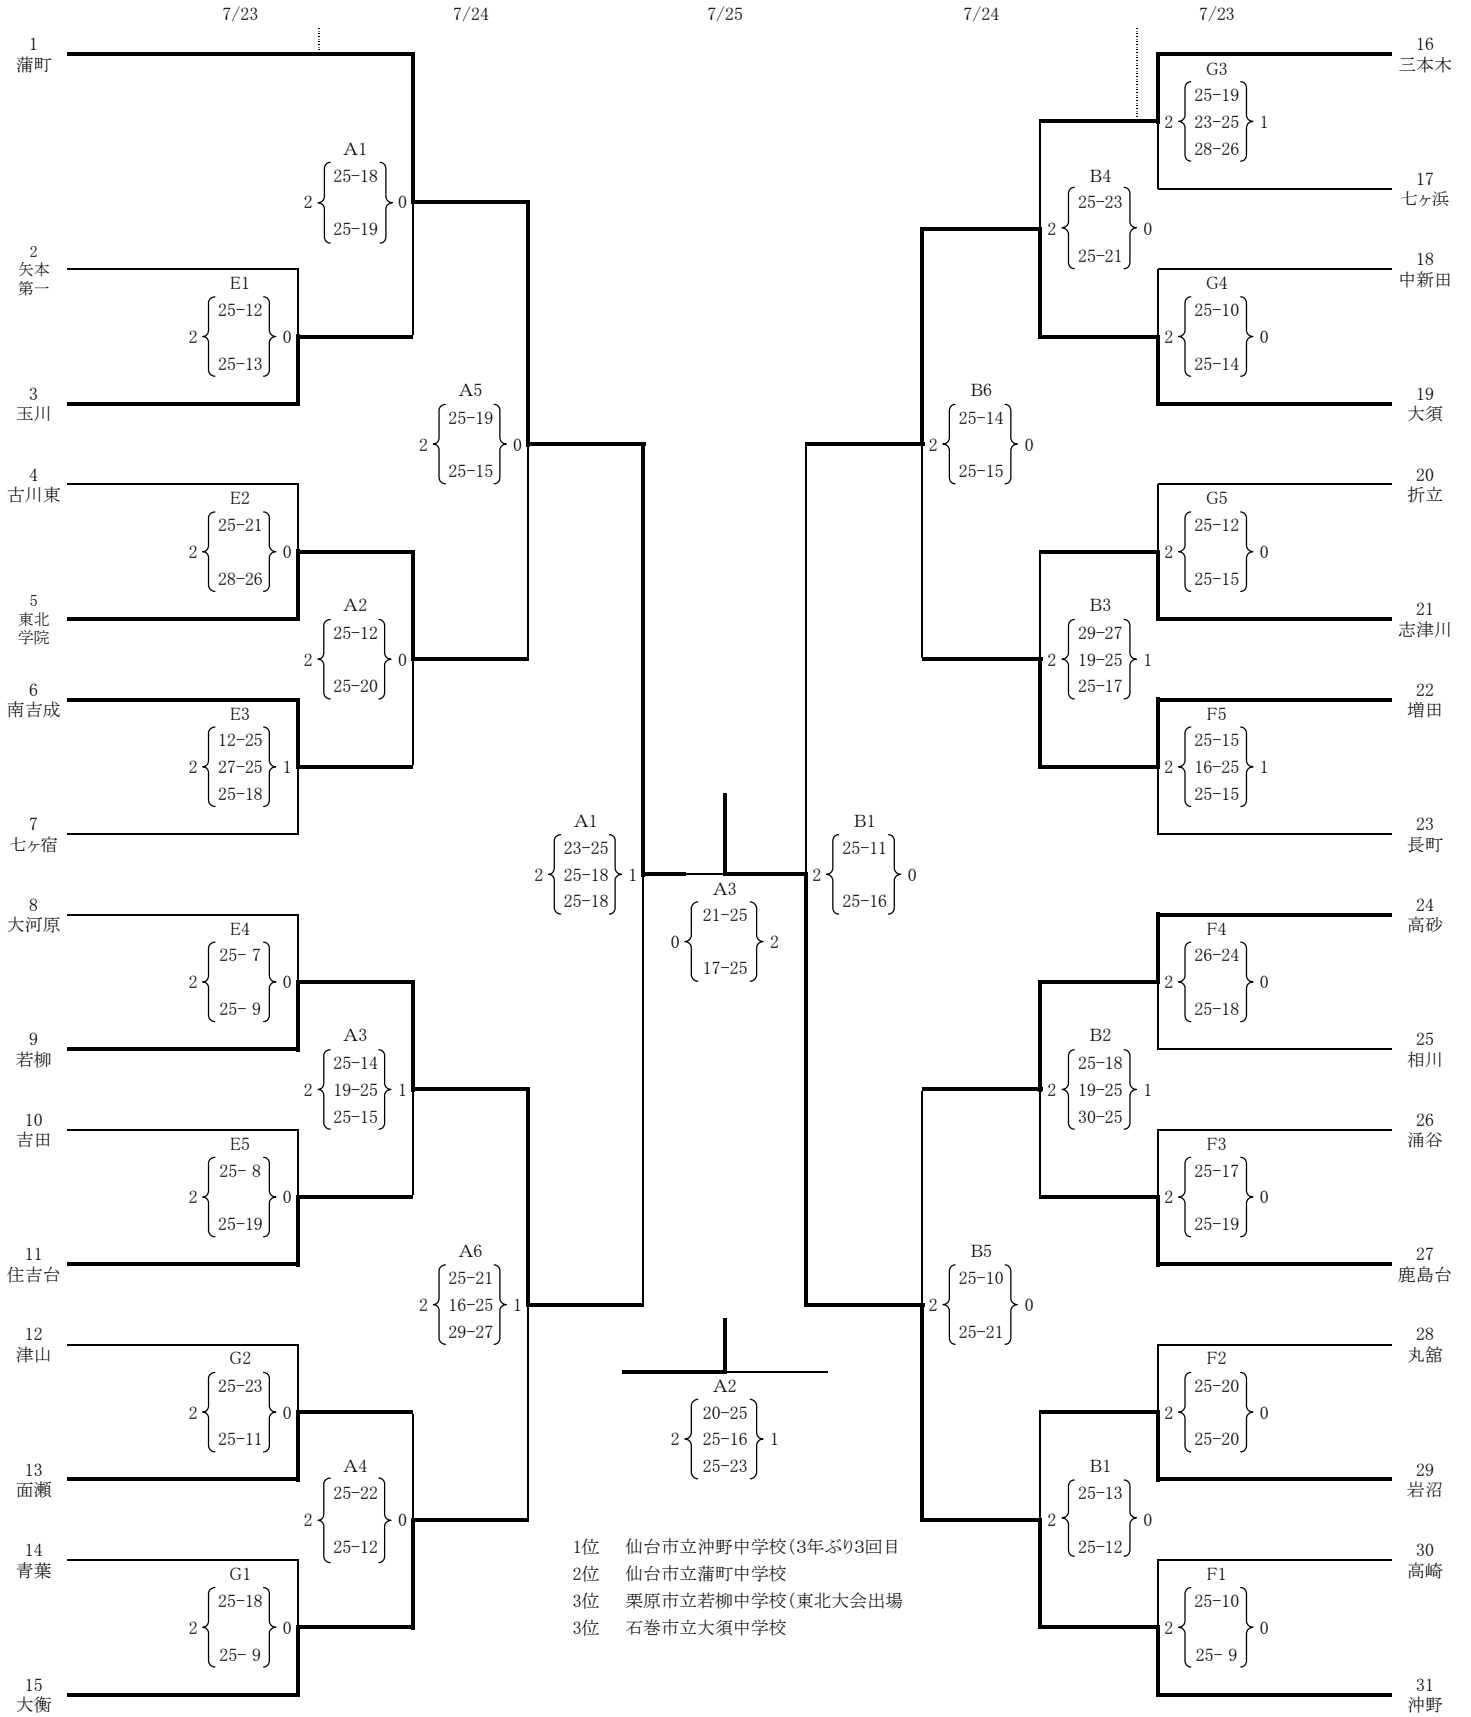 7/23
7/24
7/25
7/24
7/23
1
蒲町
A1
25-18
2 0
25-19
2
矢本
第一
E1
25-12
2 0
25-13
3
玉川
A5
25-19
2 0
25-15
4
古川東
E2
25-21
2 0
28-26
5
東北
学院
A2
25-12
2 0
25-20
6
南吉成
E3
12-25
2 27-25 1
25-18
7
七ヶ宿
A1
23-25
2 25-18 1
25-18
8
大河原
E4
25- 7
2 0
25- 9
9
若柳
A3
25-14
2 19-25 1
25-15
10
吉田
E5
25- 8
2 0
25-19
11
住吉台
A6
25-21
2 16-25 1
29-27
12
津山
G2
25-23
2 0
25-11
13
面瀬
A4
25-22
2 0
25-12
14
青葉
G1
25-18
2 0
25- 9
15
大衡
A3
21-25
0 2
17-25
A2
20-25
2 25-16 1
25-23
1位 仙台市立沖野中学校(3年ぶり3回目
2位 仙台市立蒲町中学校
3位 栗原市立若柳中学校(東北大会出場
3位 石巻市立大須中学校
16
三本木
G3
25-19
2 23-25 1
28-26
17
七ヶ浜
B4
25-23
2 0
25-21
18
中新田
G4
25-10
2 0
25-14
19
大須
B6
25-14
2 0
25-15
20
折立
G5
25-12
2 0
25-15
21
志津川
B3
29-27
2 19-25 1
25-17
22
増田
F5
25-15
2 16-25 1
25-15
23
長町
B1
25-11
2 0
25-16
24
高砂
F4
26-24
2 0
25-18
25
相川
B2
25-18
2 19-25 1
30-25
26
涌谷
F3
25-17
2 0
25-19
27
鹿島台
B5
25-10
2 0
25-21
28
丸舘
F2
25-20
2 0
25-20
29
岩沼
B1
25-13
2 0
25-12
30
高崎
F1
25-10
2 0
25- 9
31
沖野